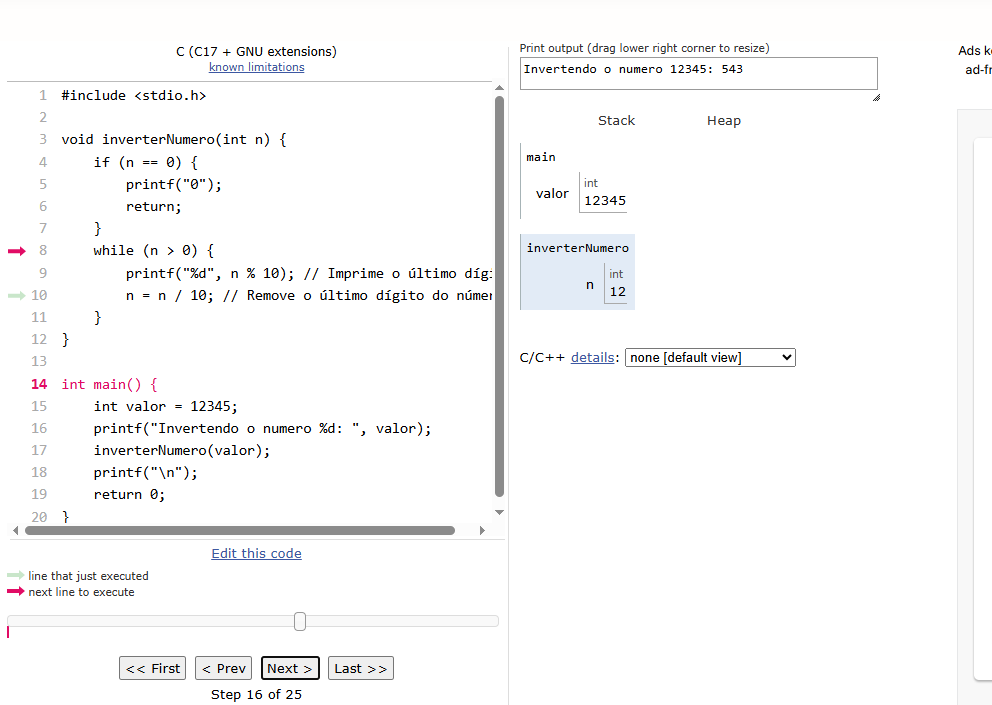 C (C17 + GNU extensions)
known limitations
1 #include <stdio.h>
2
3 void inverterNumero(int n) {
4 if (n == 0) {
5 printf("0");
6 return;
7 }
8 while (n > 0) {
9 printf("%d", n % 10); // Imprime o último díg
10 n = n / 10; // Remove o último dígito do núme
11 }
12 }
13
14 int main() {
15 int valor = 12345;
16 printf("Invertendo o numero %d: ", valor);
17 inverterNumero(valor);
18 printf("\n");
19 return 0;
20 }
Edit this code
line that just executed
next line to execute
<< First < Prev Next > Last >>
Step 16 of 25
Print output (drag lower right corner to resize)
Invertendo o numero 12345: 543
Stack Heap
main
valor int 12345
inverterNumero
n int 12
C/C++ details: none [default view]
Ads
ad-